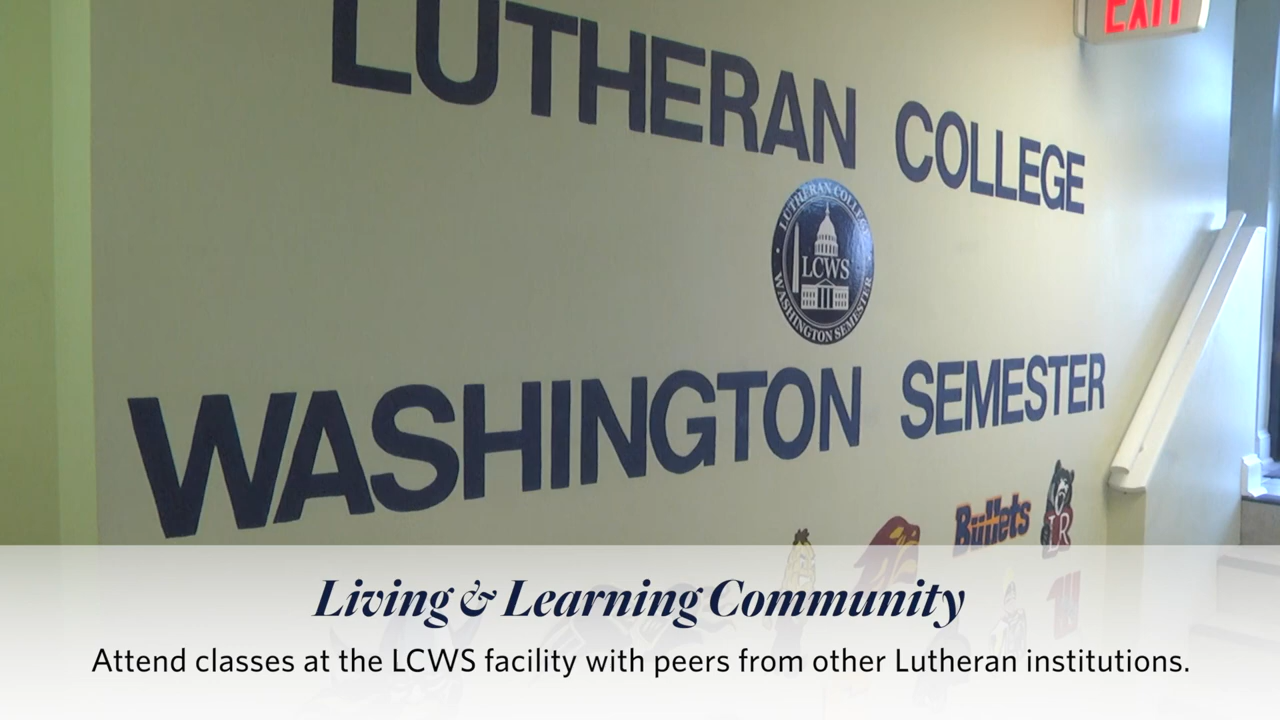 EXIT
LUTHERAN COLLEGE
LUTHERAN COLLEGE
LCWS
WASHINGTON SEMESTER
WASHINGTON SEMESTER
Bullets
LR
Living & Learning Community
Attend classes at the LCWS facility with peers from other Lutheran institutions.